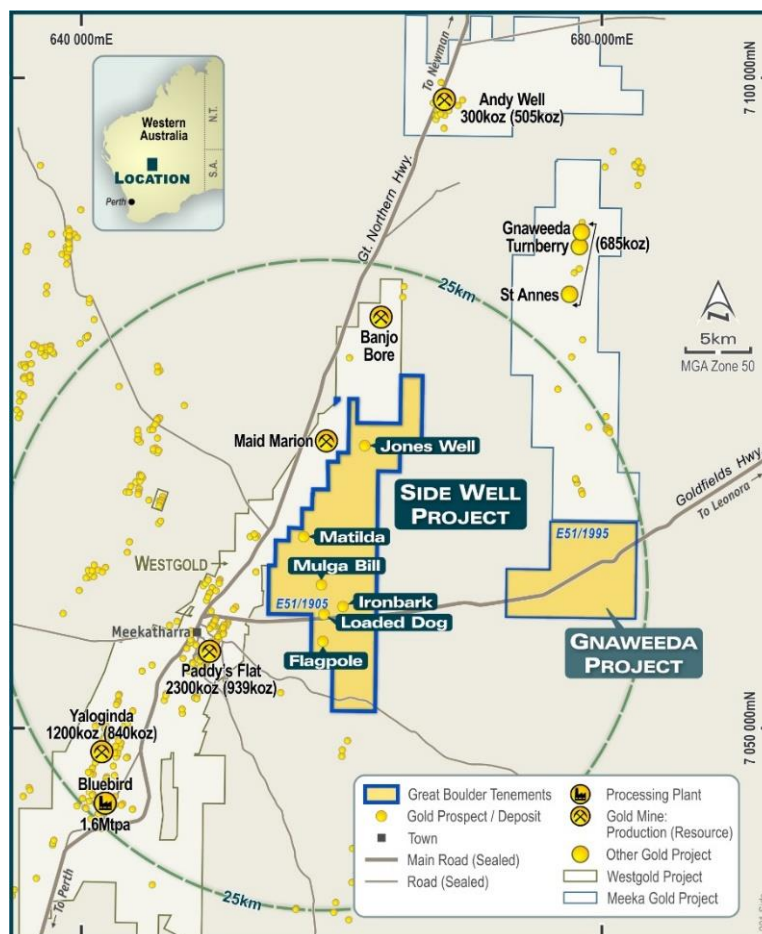 640 000mE
680 000mE
7 100 000mN
To Newman
Andy Well
300koz (505koz)
Western
Australia
N.T.
S.A.
LOCATION
Perth
Gt. Northern Hwy.
Gnaweeda
Turnberry
(685koz)
St Annes
25km
Banjo
Bore
N
5km
MGA Zone 50
Maid Marion
Jones Well
SIDE WELL
PROJECT
Goldfields Hwy
To Leonora
Matilda
E51/1995
WESTGOLD
Mulga Bill
E51/1905
Ironbark
Loaded Dog
Meekatharra
Flagpole
GNAWEEDA
PROJECT
Paddy's Flat
2300koz (939koz)
Yaloginda
1200koz (840koz)
7 050 000mN
Bluebird
1.6Mtpa
To Perth
25km
Great Boulder Tenements
Gold Prospect / Deposit
Town
Main Road (Sealed)
Road (Sealed)
Processing Plant
Gold Mine:
Production (Resource)
Other Gold Project
Westgold Project
Meeka Gold Project